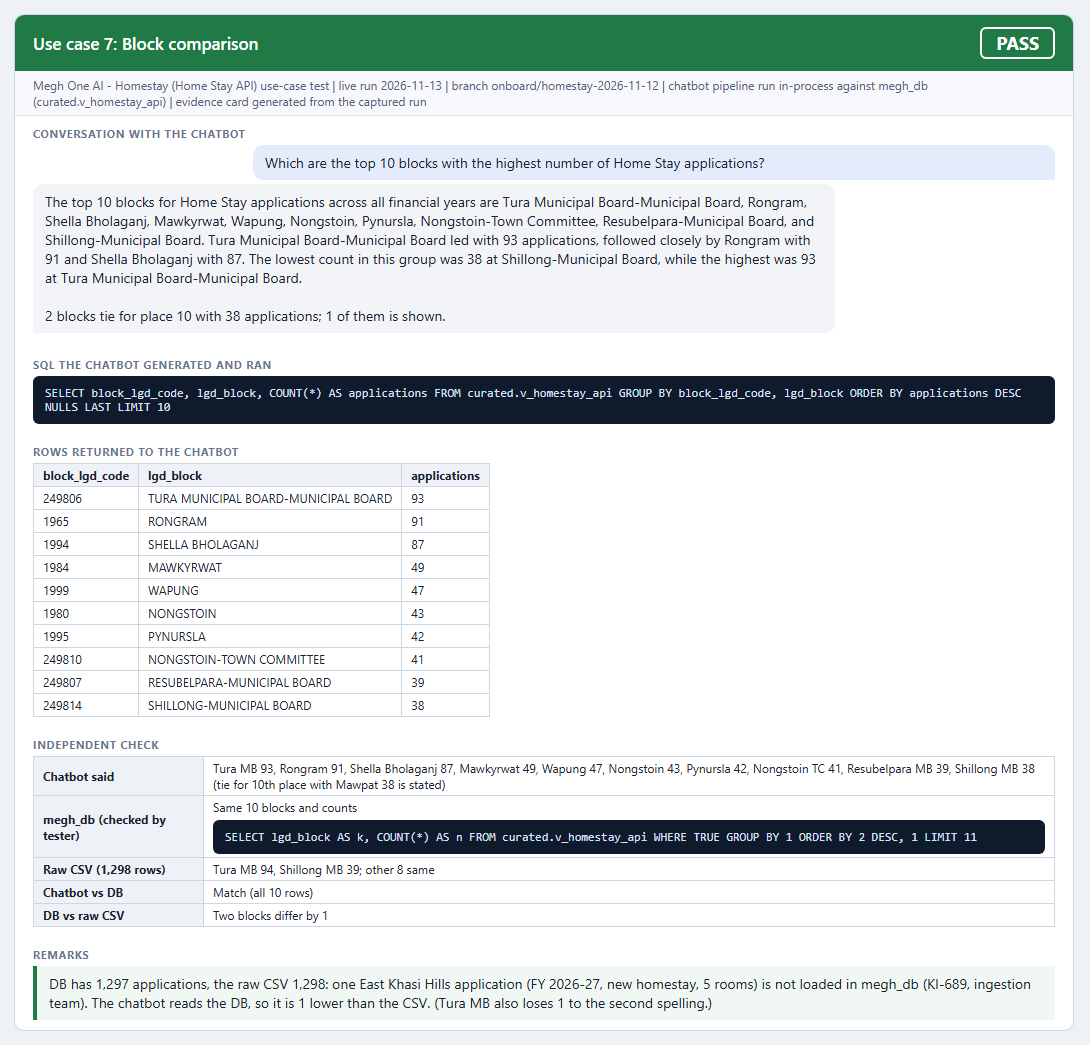 Use case 7: Block comparison
PASS
Megh One AI - Homestay (Home Stay API) use-case test | live run 2026-11-13 | branch onboard/homestay-2026-11-12 | chatbot pipeline run in-process against megh_db
(curated.v_homestay_api) | evidence card generated from the captured run
CONVERSATION WITH THE CHATBOT
Which are the top 10 blocks with the highest number of Home Stay applications?
The top 10 blocks for Home Stay applications across all financial years are Tura Municipal Board-Municipal Board, Rongram,
Shella Bholaganj, Mawkyrwat, Wapung, Nongstoin, Pynursla, Nongstoin-Town Committee, Resubelpara-Municipal Board, and
Shillong-Municipal Board. Tura Municipal Board-Municipal Board led with 93 applications, followed closely by Rongram with
91 and Shella Bholaganj with 87. The lowest count in this group was 38 at Shillong-Municipal Board, while the highest was 93
at Tura Municipal Board-Municipal Board.
2 blocks tie for place 10 with 38 applications; 1 of them is shown.
SQL THE CHATBOT GENERATED AND RAN
SELECT block_lgd_code, lgd_block, COUNT(*) AS applications FROM curated.v_homestay_api GROUP BY block_lgd_code, lgd_block ORDER BY applications DESC
NULLS LAST LIMIT 10
ROWS RETURNED TO THE CHATBOT
block_lgd_code lgd_block applications
249806 TURA MUNICIPAL BOARD-MUNICIPAL BOARD 93
1965 RONGRAM 91
1994 SHELLA BHOLAGANJ 87
1984 MAWKYRWAT 49
1999 WAPUNG 47
1980 NONGSTOIN 43
1995 PYNURSLA 42
249810 NONGSTOIN-TOWN COMMITTEE 41
249807 RESUBELPARA-MUNICIPAL BOARD 39
249814 SHILLONG-MUNICIPAL BOARD 38
INDEPENDENT CHECK
Chatbot said
Tura MB 93, Rongram 91, Shella Bholaganj 87, Mawkyrwat 49, Wapung 47, Nongstoin 43, Pynursla 42, Nongstoin TC 41, Resubelpara MB 39, Shillong MB 38
(tie for 10th place with Mawpat 38 is stated)
megh_db (checked by
tester)
Same 10 blocks and counts
SELECT lgd_block AS k, COUNT(*) AS n FROM curated.v_homestay_api WHERE TRUE GROUP BY 1 ORDER BY 2 DESC, 1 LIMIT 11
Raw CSV (1,298 rows) Tura MB 94, Shillong MB 39; other 8 same
Chatbot vs DB Match (all 10 rows)
DB vs raw CSV Two blocks differ by 1
REMARKS
DB has 1,297 applications, the raw CSV 1,298: one East Khasi Hills application (FY 2026-27, new homestay, 5 rooms) is not loaded in megh_db (KI-689, ingestion
team). The chatbot reads the DB, so it is 1 lower than the CSV. (Tura MB also loses 1 to the second spelling.)